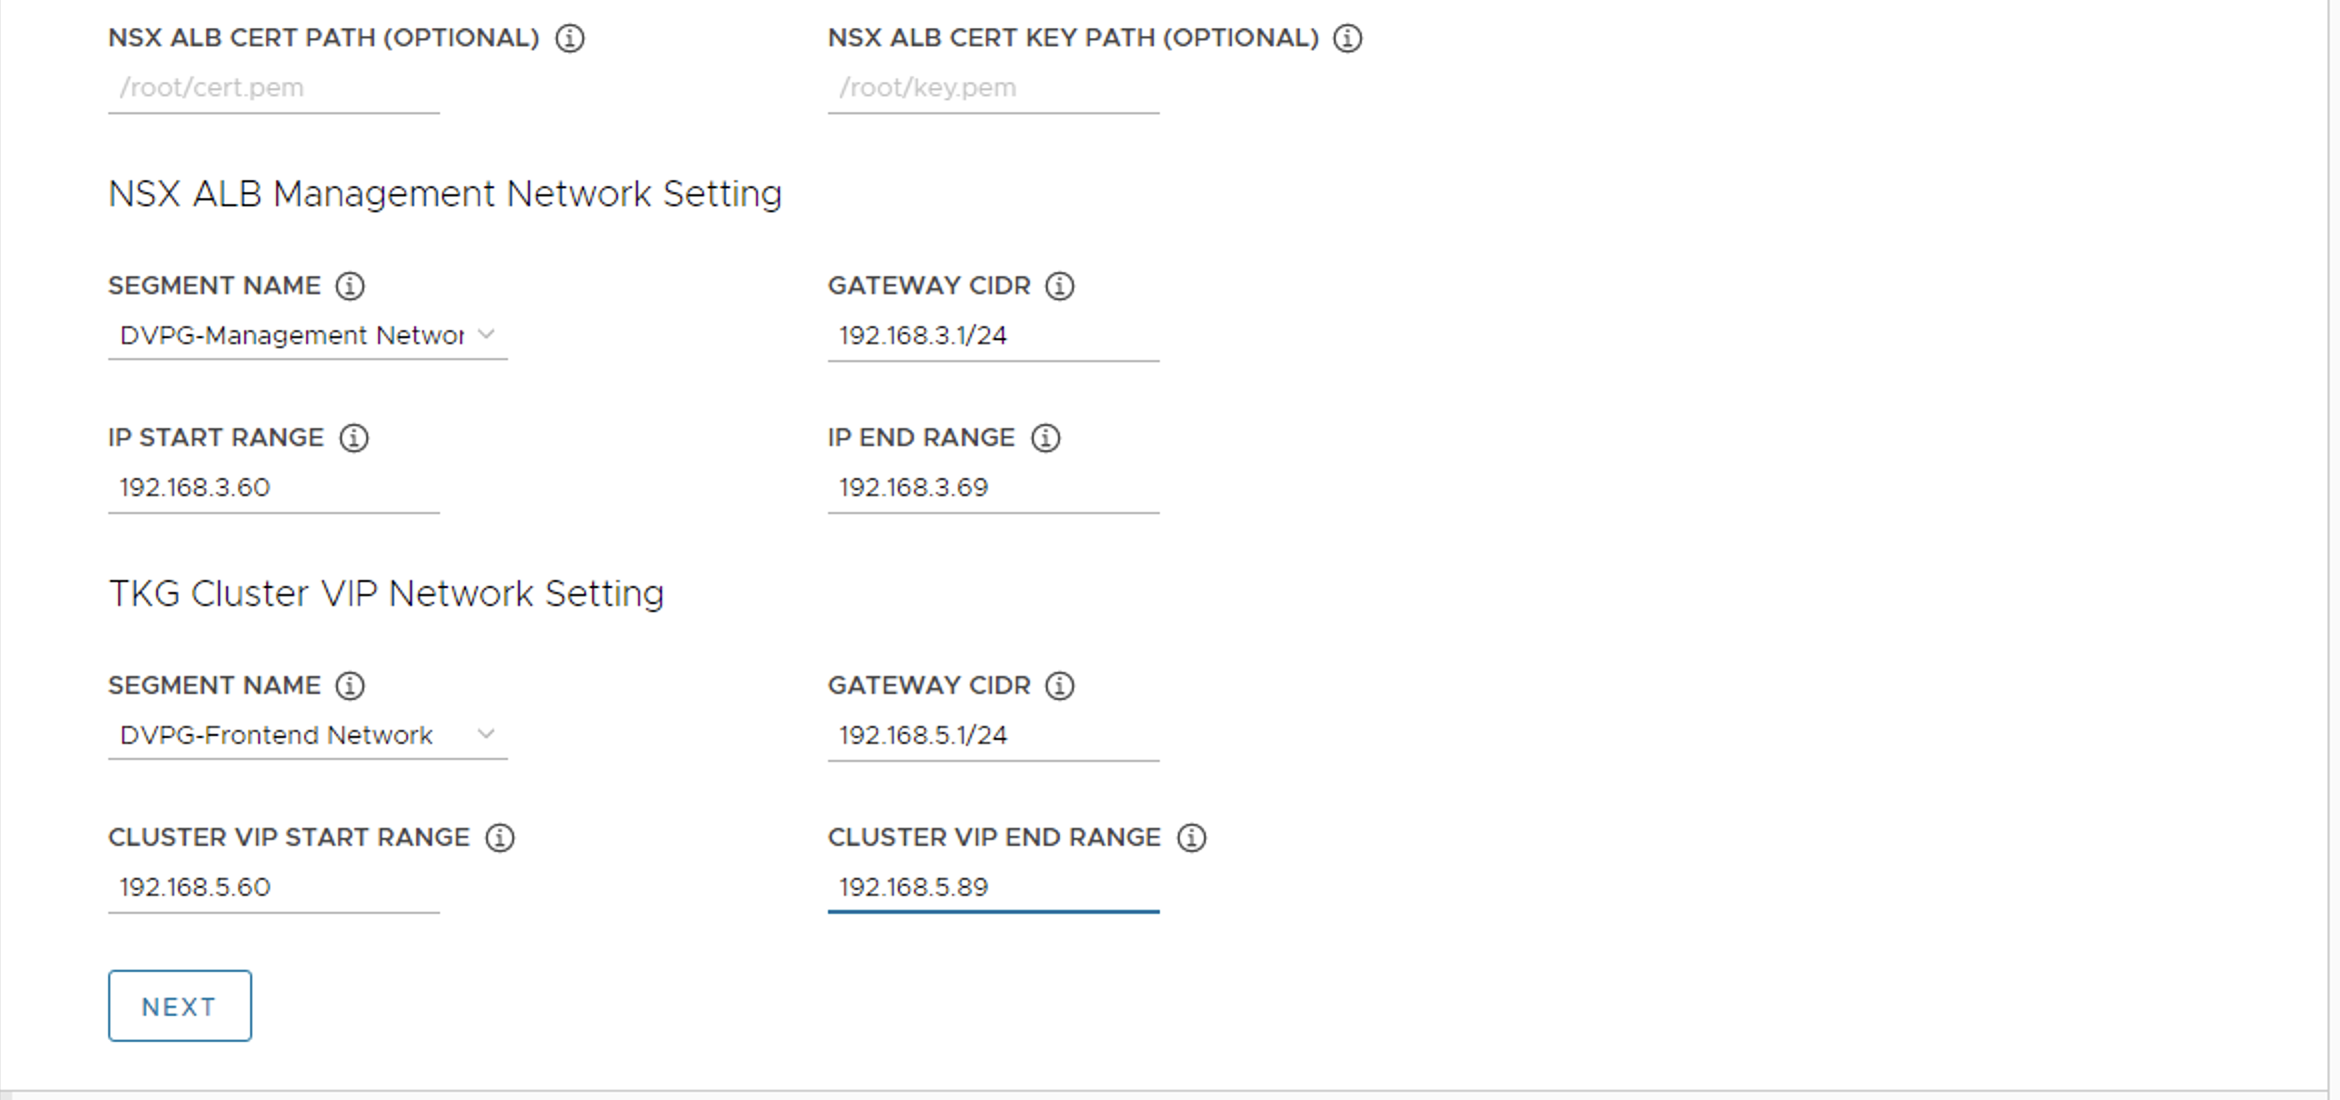 NSX ALB CERT PATH (OPTIONAL) NSX ALB CERT KEY PATH (OPTIONAL)
/root/cert.pem /root/key.pem
NSX ALB Management Network Setting
SEGMENT NAME GATEWAY CIDR
DVPG-Management Networ 192.168.3.1/24
IP START RANGE IP END RANGE
192.168.3.60 192.168.3.69
TKG Cluster VIP Network Setting
SEGMENT NAME GATEWAY CIDR
DVPG-Frontend Network 192.168.5.1/24
CLUSTER VIP START RANGE CLUSTER VIP END RANGE
192.168.5.60 192.168.5.89
NEXT